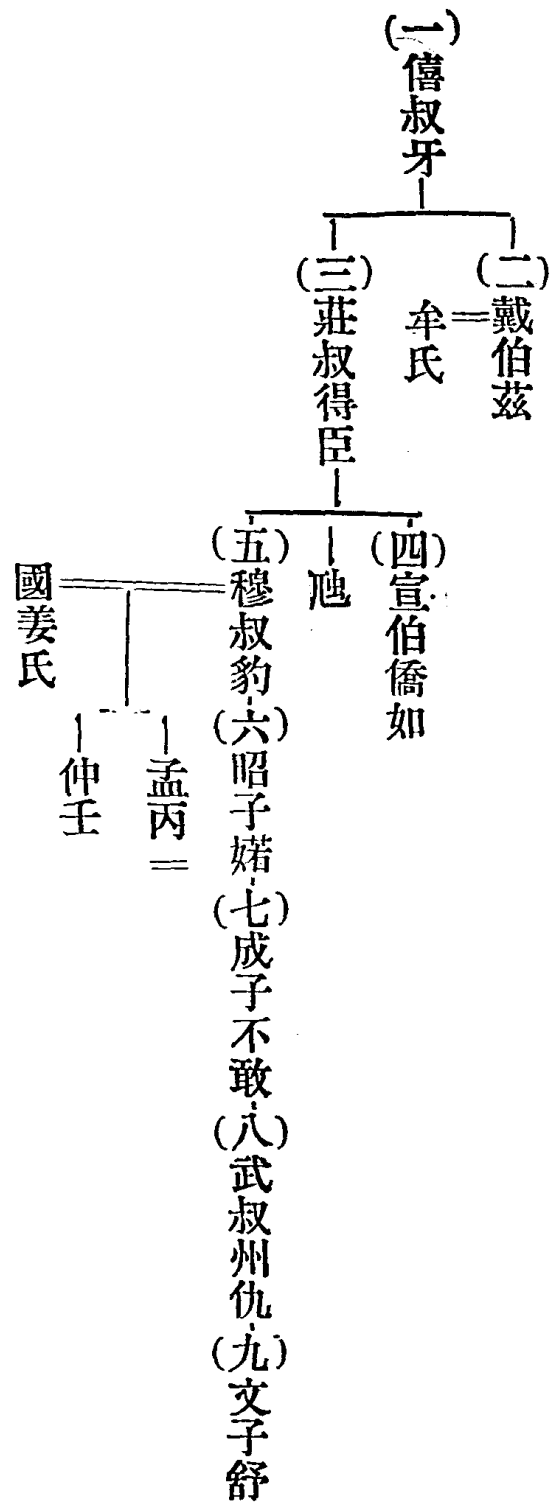 (一)僖叔牙
(二)戴伯茲
牟氏
(三)莊叔得臣
(四)宣伯僑如
虺
(五)穆叔豹(六)昭子婼(七)成子不敢(八)武叔州仇(九)文子舒
國姜氏
孟丙
仲壬